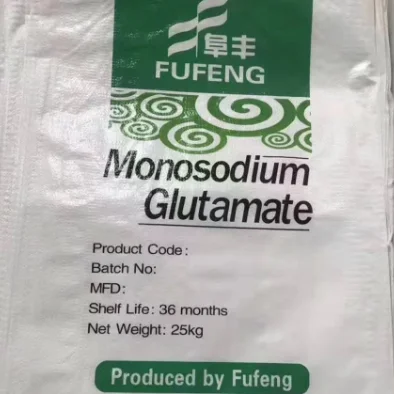 阜丰
FUFENG
Monosodium
Glutamate
Product Code:
Batch No:
MFD:
Shelf Life: 36 months
Net Weight: 25kg
Produced by Fufeng